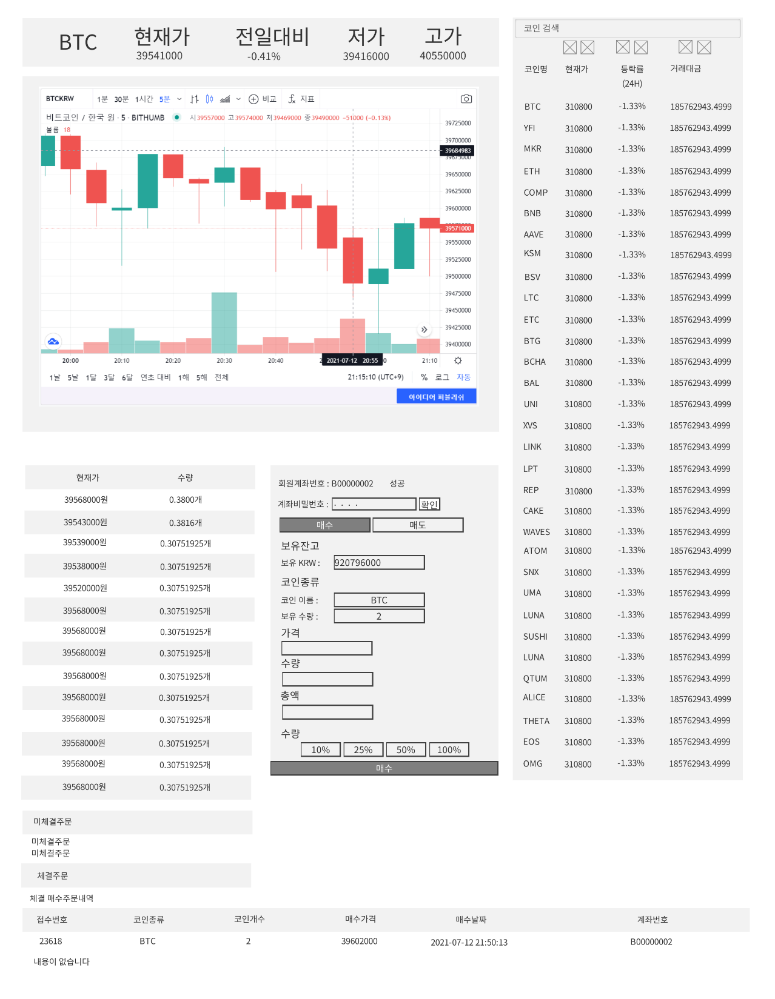 BTC 현재가 전일대비 저가 고가
39541000 -0.41% 39416000 40550000
BTCKRW 1분 30분 1시간 5분 비교 지표
비트코인 / 한국 원 · 5 · BITHUMB 시39557000 고39574000 저39469000 종39490000 -51000 (-0.13%)
볼륨 18
39725000
39700000
39684983
39675000
39650000
39625000
39600000
39571000
39550000
39525000
39500000
39475000
39450000
39425000
39400000
20:00 20:10 20:20 20:30 20:40 2021-07-12 20:55 21:10
1날 5날 1달 3달 6달 연초 대비 1해 5해 전체 21:15:10 (UTC+9) % 로그 자동
아이디어 퍼블리쉬
코인 검색
코인명 현재가 등락률 거래대금
(24H)
BTC 310800 -1.33% 185762943.4999
YFI 310800 -1.33% 185762943.4999
MKR 310800 -1.33% 185762943.4999
ETH 310800 -1.33% 185762943.4999
COMP 310800 -1.33% 185762943.4999
BNB 310800 -1.33% 185762943.4999
AAVE 310800 -1.33% 185762943.4999
KSM 310800 -1.33% 185762943.4999
BSV 310800 -1.33% 185762943.4999
LTC 310800 -1.33% 185762943.4999
ETC 310800 -1.33% 185762943.4999
BTG 310800 -1.33% 185762943.4999
BCHA 310800 -1.33% 185762943.4999
BAL 310800 -1.33% 185762943.4999
UNI 310800 -1.33% 185762943.4999
XVS 310800 -1.33% 185762943.4999
LINK 310800 -1.33% 185762943.4999
LPT 310800 -1.33% 185762943.4999
REP 310800 -1.33% 185762943.4999
CAKE 310800 -1.33% 185762943.4999
WAVES 310800 -1.33% 185762943.4999
ATOM 310800 -1.33% 185762943.4999
SNX 310800 -1.33% 185762943.4999
UMA 310800 -1.33% 185762943.4999
LUNA 310800 -1.33% 185762943.4999
SUSHI 310800 -1.33% 185762943.4999
LUNA 310800 -1.33% 185762943.4999
QTUM 310800 -1.33% 185762943.4999
ALICE 310800 -1.33% 185762943.4999
THETA 310800 -1.33% 185762943.4999
EOS 310800 -1.33% 185762943.4999
OMG 310800 -1.33% 185762943.4999
현재가 수량
39568000원 0.3800개
39543000원 0.3816개
39539000원 0.30751925개
39538000원 0.30751925개
39520000원 0.30751925개
39568000원 0.30751925개
39568000원 0.30751925개
39568000원 0.30751925개
39568000원 0.30751925개
39568000원 0.30751925개
39568000원 0.30751925개
39568000원 0.30751925개
39568000원 0.30751925개
39568000원 0.30751925개
회원계좌번호 : B00000002 성공
계좌비밀번호 : . . . . 확인
매수 매도
보유잔고
보유 KRW : 920796000
코인종류
코인 이름 : BTC
보유 수량 : 2
가격
수량
총액
수량
10% 25% 50% 100%
매수
미체결주문
미체결주문
미체결주문
체결주문
체결 매수주문내역
접수번호 코인종류 코인개수 매수가격 매수날짜 계좌번호
23618 BTC 2 39602000 2021-07-12 21:50:13 B00000002
내용이 없습니다